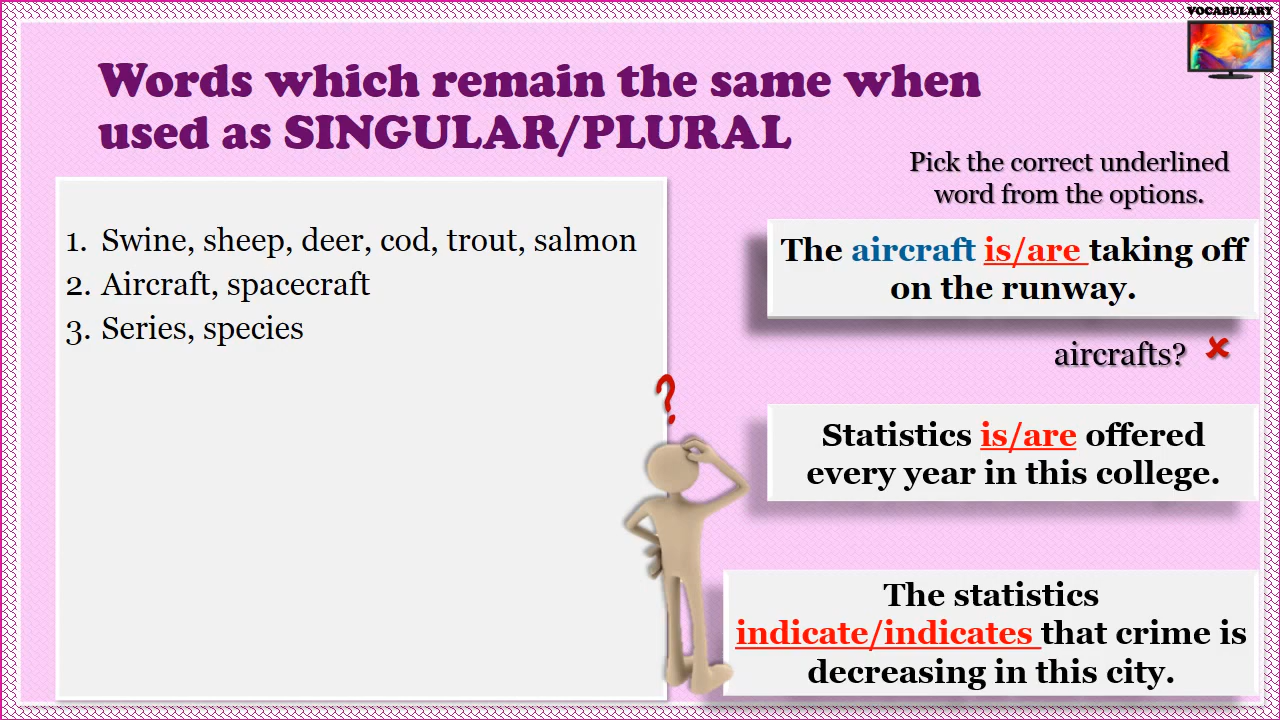 VOCABULARY
Words which remain the same when
used as SINGULAR/PLURAL
1. Swine, sheep, deer, cod, trout, salmon
2. Aircraft, spacecraft
3. Series, species
Pick the correct underlined
word from the options.
The aircraft is/are taking off
on the runway.
aircrafts? ✘
?
Statistics is/are offered
every year in this college.
The statistics
indicate/indicates that crime is
decreasing in this city.